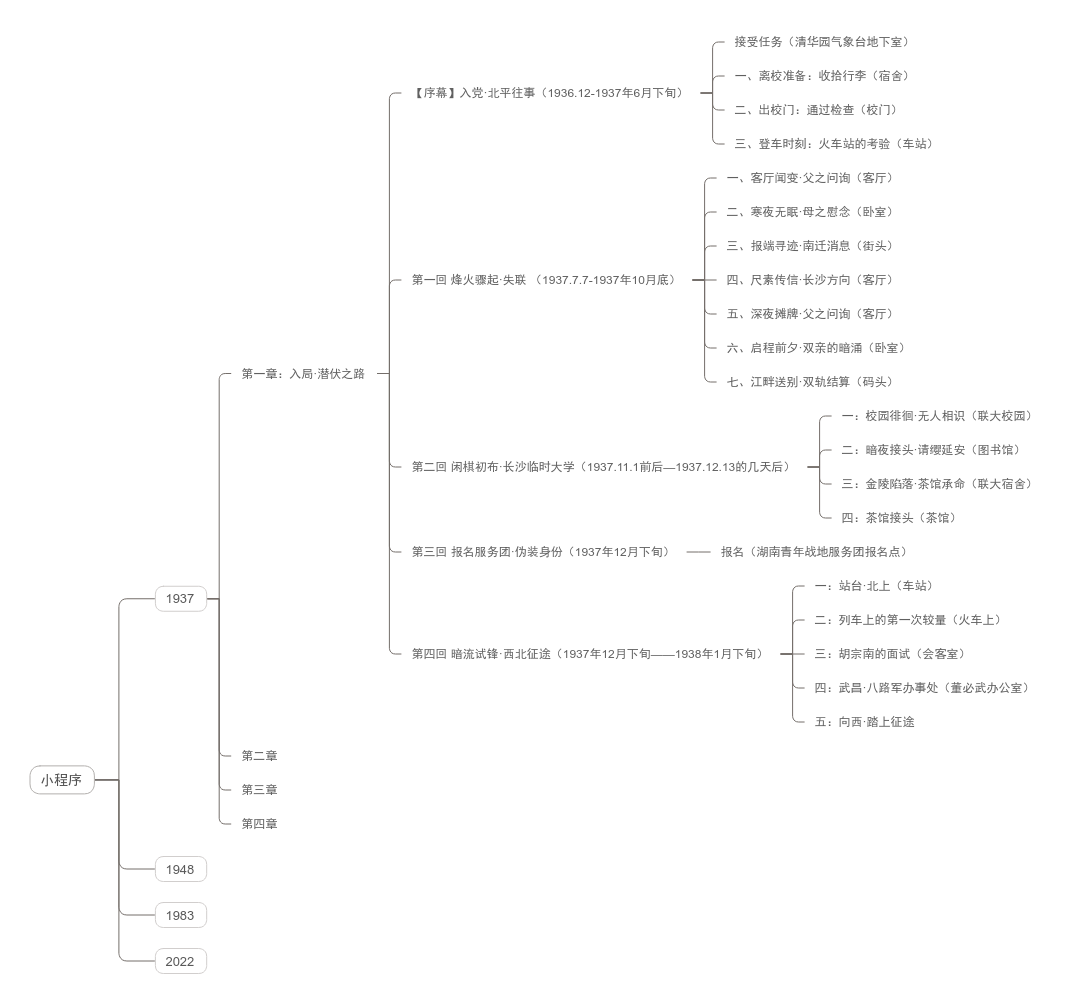 小程序
1937
第一章：入局·潜伏之路
【序幕】入党·北平往事（1936.12-1937年6月下旬）
接受任务（清华园气象台地下室）
一、离校准备：收拾行李（宿舍）
二、出校门：通过检查（校门）
三、登车时刻：火车站的考验（车站）
第一回 烽火骤起·失联 （1937.7.7-1937年10月底）
一、客厅闻变·父之问询（客厅）
二、寒夜无眠·母之慰念（卧室）
三、报端寻迹·南迁消息（街头）
四、尺素传信·长沙方向（客厅）
五、深夜摊牌·父之问询（客厅）
六、启程前夕·双亲的暗涌（卧室）
七、江畔送别·双轨结算（码头）
第二回 闲棋初布·长沙临时大学（1937.11.1前后—1937.12.13的几天后）
一：校园徘徊·无人相识（联大校园）
二：暗夜接头·请缨延安（图书馆）
三：金陵陷落·茶馆承命（联大宿舍）
四：茶馆接头（茶馆）
第三回 报名服务团·伪装身份（1937年12月下旬）
报名（湖南青年战地服务团报名点）
第四回 暗流试锋·西北征途（1937年12月下旬——1938年1月下旬）
一：站台·北上（车站）
二：列车上的第一次较量（火车上）
三：胡宗南的面试（会客室）
四：武昌·八路军办事处（董必武办公室）
五：向西·踏上征途
第二章
第三章
第四章
1948
1983
2022